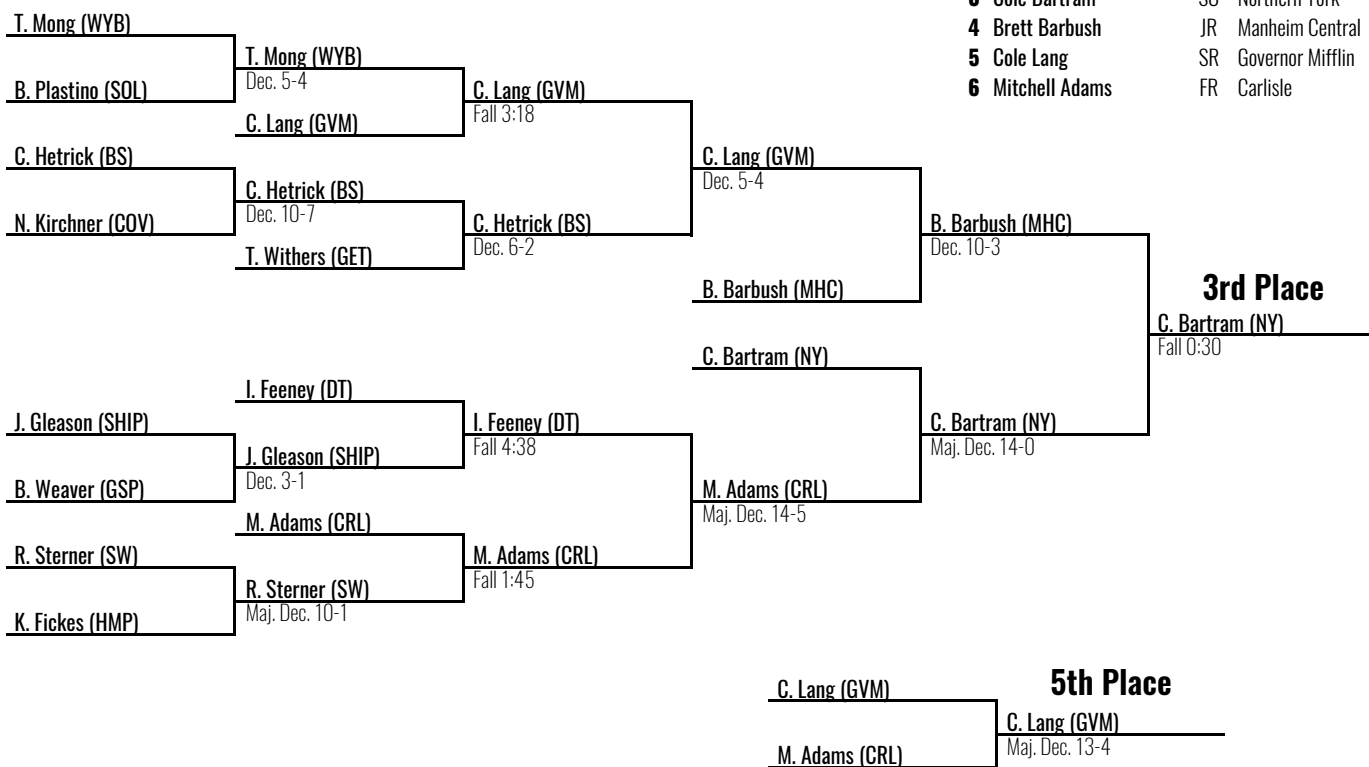 3 Cole Bartram SO Northern York
4 Brett Barbush JR Manheim Central
5 Cole Lang SR Governor Mifflin
6 Mitchell Adams FR Carlisle
T. Mong (WYB)
B. Plastino (SOL)
C. Hetrick (BS)
N. Kirchner (COV)
T. Mong (WYB)
Dec. 5-4
C. Lang (GVM)
C. Hetrick (BS)
Dec. 10-7
T. Withers (GET)
C. Lang (GVM)
Fall 3:18
C. Hetrick (BS)
Dec. 6-2
C. Lang (GVM)
Dec. 5-4
B. Barbush (MHC)
B. Barbush (MHC)
Dec. 10-3
3rd Place
C. Bartram (NY)
Fall 0:30
J. Gleason (SHIP)
B. Weaver (GSP)
R. Sterner (SW)
K. Fickes (HMP)
I. Feeney (DT)
J. Gleason (SHIP)
Dec. 3-1
M. Adams (CRL)
R. Sterner (SW)
Maj. Dec. 10-1
I. Feeney (DT)
Fall 4:38
M. Adams (CRL)
Fall 1:45
C. Bartram (NY)
M. Adams (CRL)
Maj. Dec. 14-5
C. Bartram (NY)
Maj. Dec. 14-0
5th Place
C. Lang (GVM)
M. Adams (CRL)
C. Lang (GVM)
Maj. Dec. 13-4